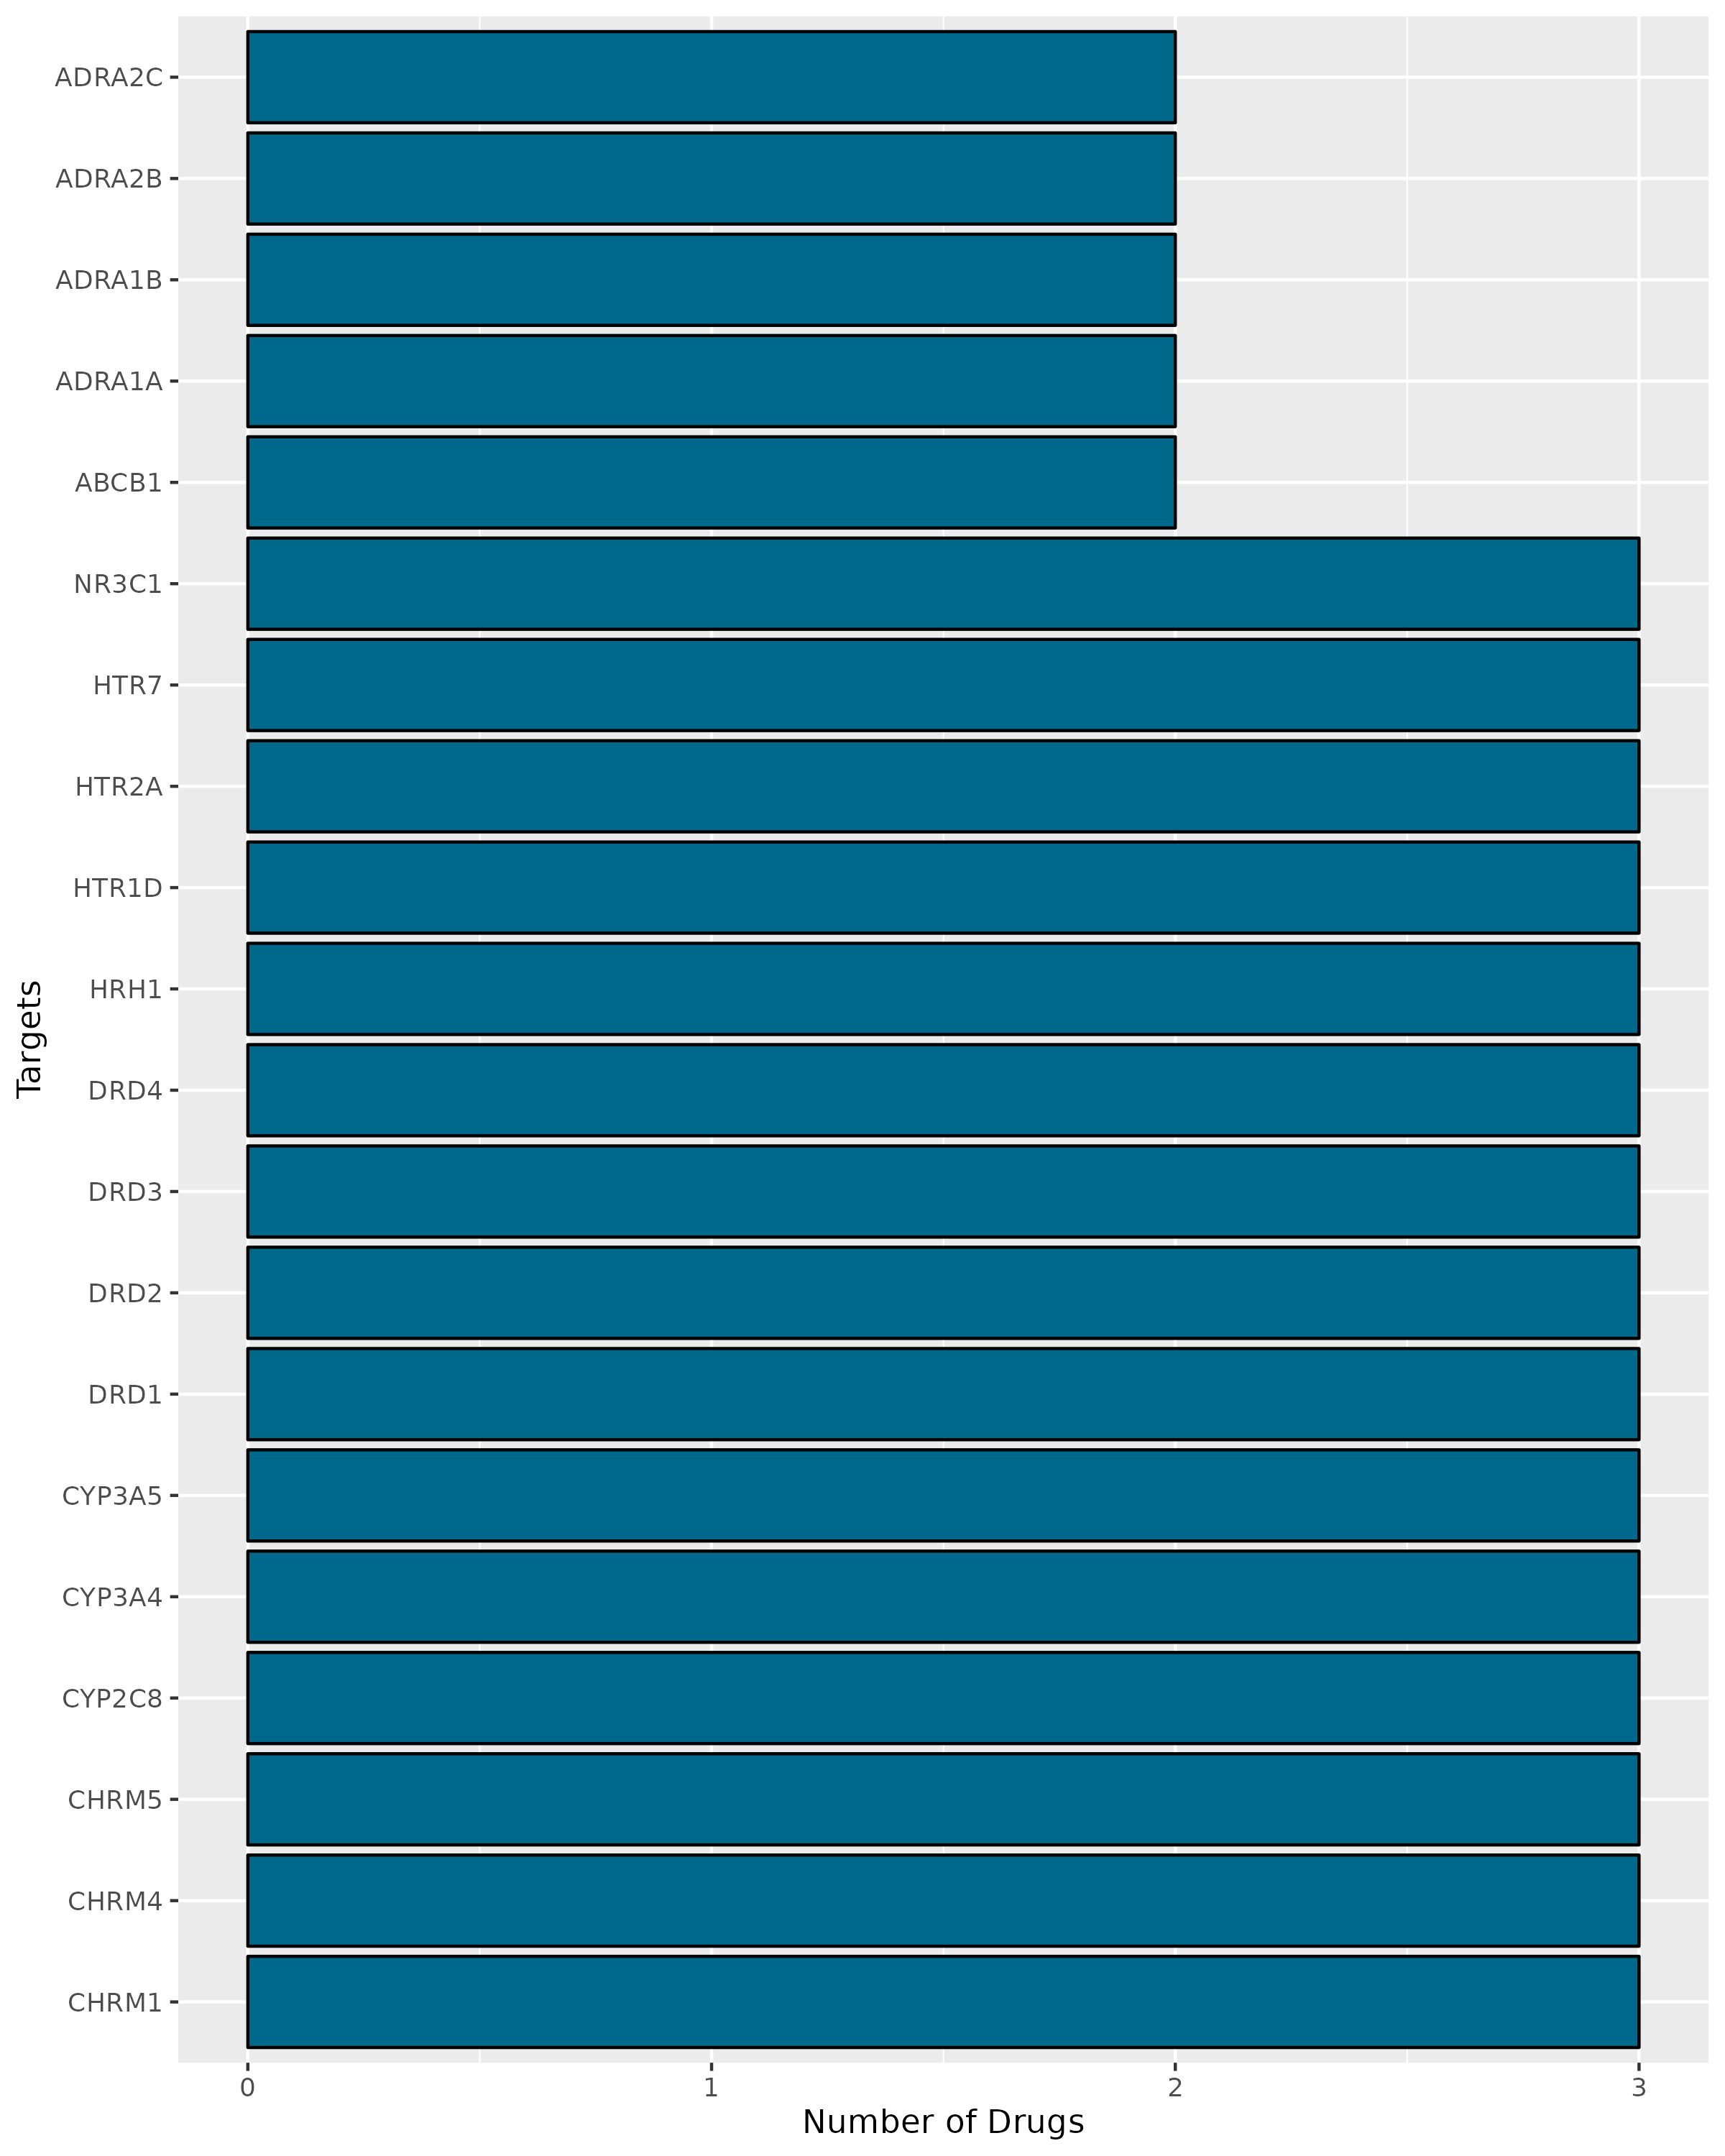 ADRA2C
ADRA2B
ADRA1B
ADRA1A
ABCB1
NR3C1
HTR7
HTR2A
HTR1D
HRH1
DRD4
DRD3
DRD2
DRD1
CYP3A5
CYP3A4
CYP2C8
CHRM5
CHRM4
CHRM1
Targets
0 1 2 3
Number of Drugs